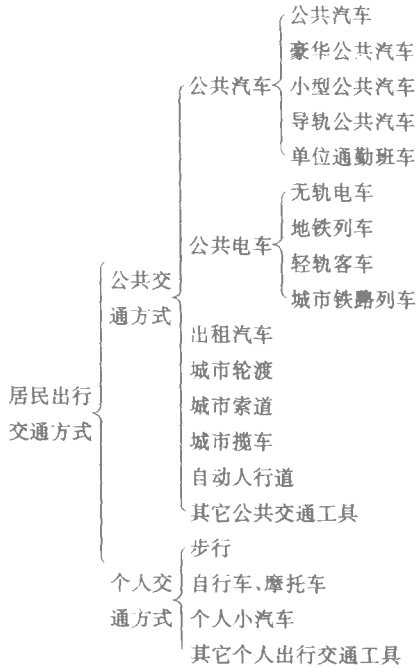 居民出行
交通方式
公共交
通方式
公共汽车
公共汽车
豪华公共汽车
小型公共汽车
导轨公共汽车
单位通勤班车
公共电车
无轨电车
地铁列车
轻轨客车
城市铁路列车
出租汽车
城市轮渡
城市索道
城市揽车
自动人行道
其它公共交通工具
个人交
通方式
步行
自行车、摩托车
个人小汽车
其它个人出行交通工具